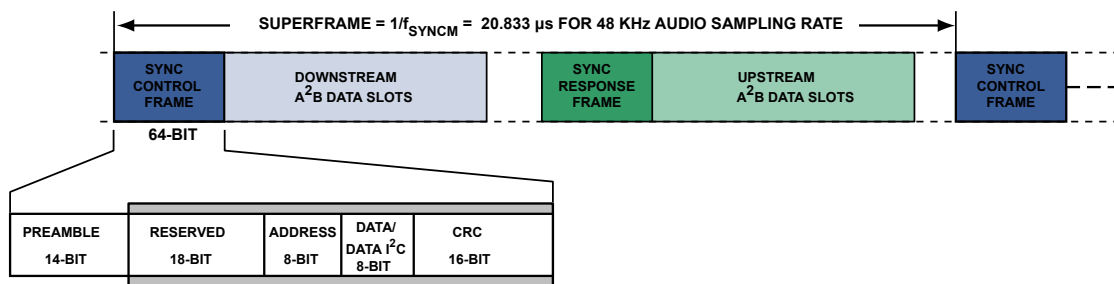 SUPERFRAME = 1/fSYNCM = 20.833 µs FOR 48 KHz AUDIO SAMPLING RATE
SYNC
CONTROL
FRAME
DOWNSTREAM
A²B DATA SLOTS
SYNC
RESPONSE
FRAME
UPSTREAM
A²B DATA SLOTS
SYNC
CONTROL
FRAME
64-BIT
PREAMBLE
14-BIT
RESERVED
18-BIT
ADDRESS
8-BIT
DATA/
DATA I²C
8-BIT
CRC
16-BIT